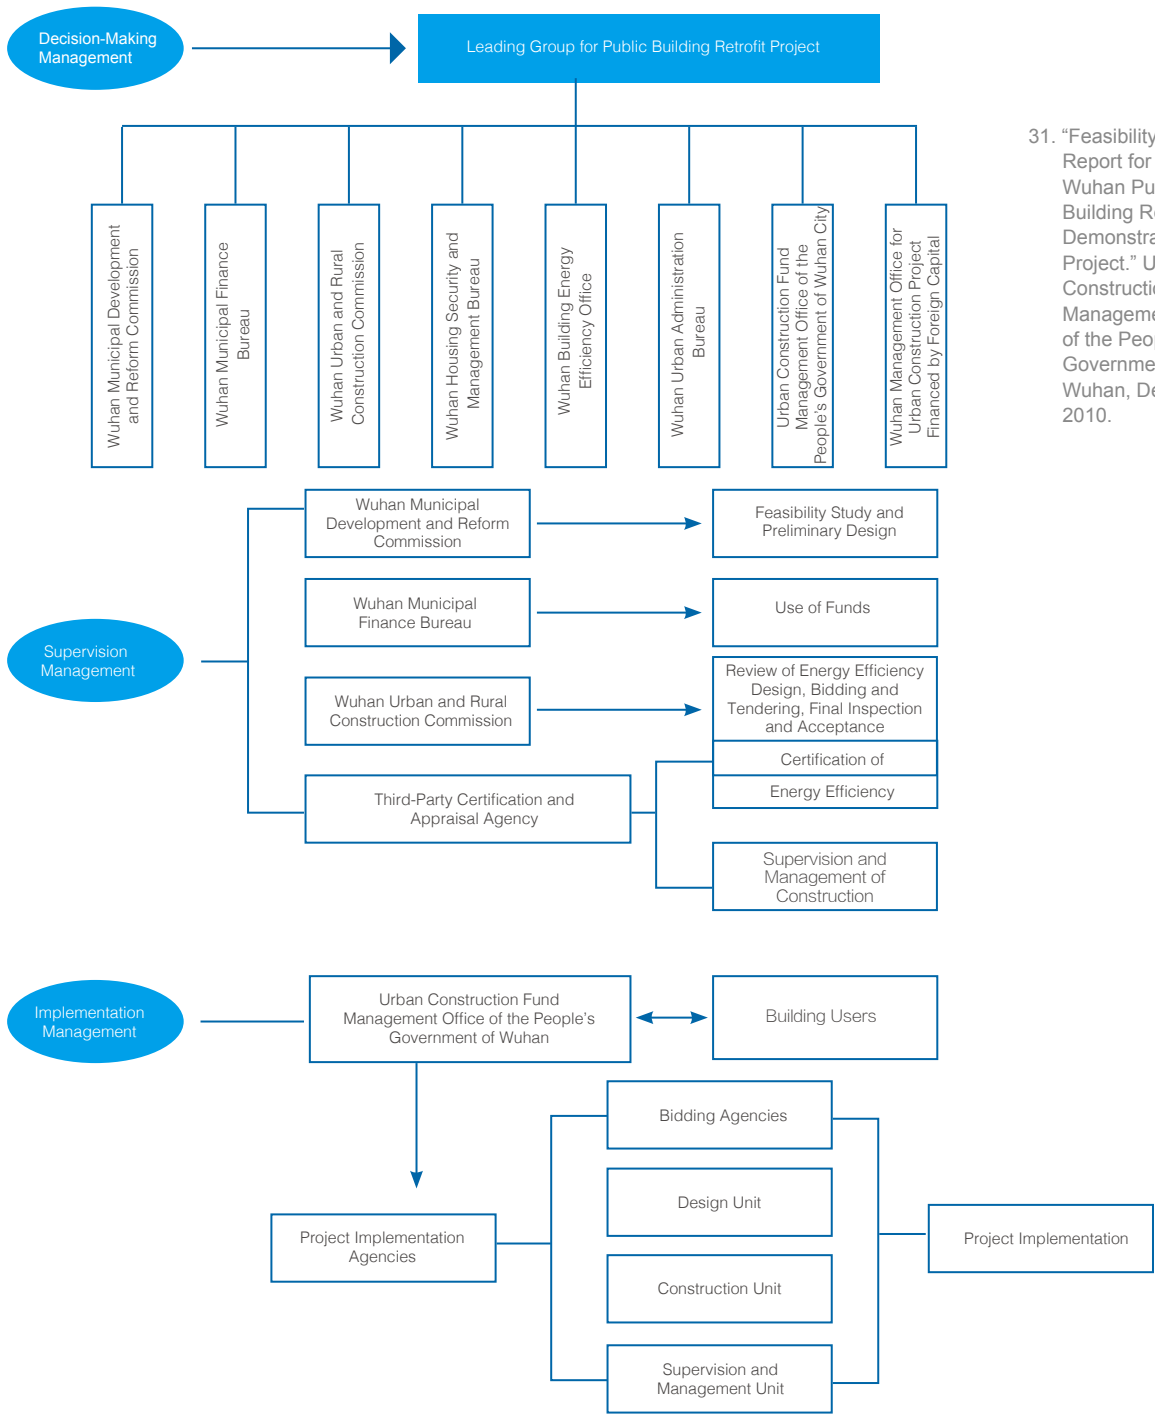 Decision-Making
Management
Leading Group for Public Building Retrofit Project
31. “Feasibility
Report for
Wuhan Pu
Building Re
Demonstra
Project.” U
Constructio
Manageme
of the Peop
Governme
Wuhan, De
2010.
Wuhan Municipal Development
and Reform Commission
Wuhan Municipal Finance
Bureau
Wuhan Urban and Rural
Construction Commission
Wuhan Housing Security and
Management Bureau
Wuhan Building Energy
Efficiency Office
Wuhan Urban Administration
Bureau
Urban Construction Fund
Management Office of the
People’s Government of Wuhan City
Wuhan Management Office for
Urban Construction Project
Financed by Foreign Capital
Supervision
Management
Wuhan Municipal
Development and Reform
Commission
Feasibility Study and
Preliminary Design
Wuhan Municipal
Finance Bureau
Use of Funds
Wuhan Urban and Rural
Construction Commission
Review of Energy Efficiency
Design, Bidding and
Tendering, Final Inspection
and Acceptance
Third-Party Certification and
Appraisal Agency
Certification of
Energy Efficiency
Supervision and
Management of
Construction
Implementation
Management
Urban Construction Fund
Management Office of the People’s
Government of Wuhan
Building Users
Project Implementation
Agencies
Bidding Agencies
Design Unit
Construction Unit
Supervision and
Management Unit
Project Implementation